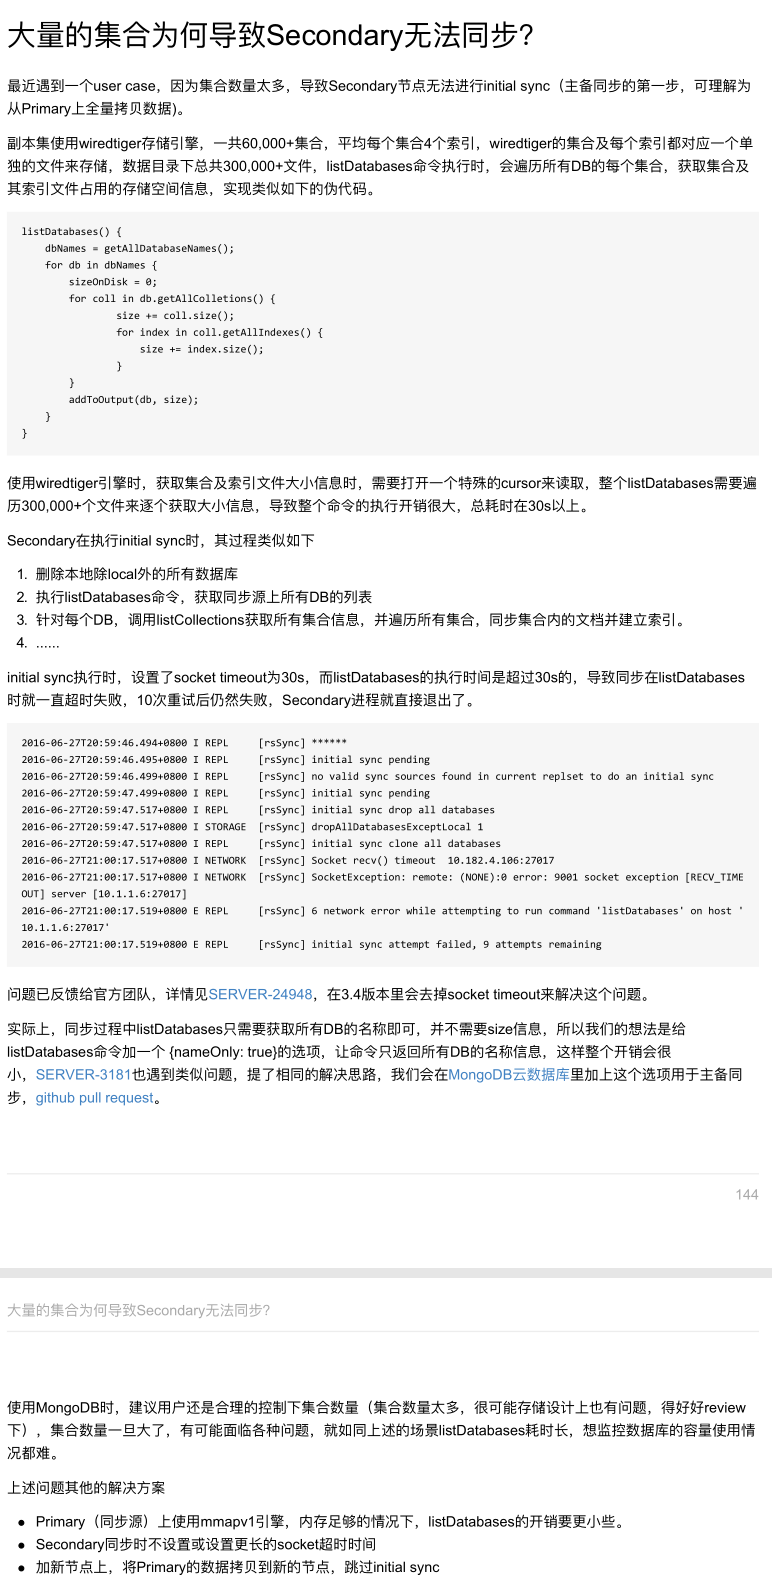 大量的集合为何导致Secondary无法同步?
最近遇到一个user case，因为集合数量太多，导致Secondary节点无法进行initial sync（主备同步的第一步，可理解为
从Primary上全量拷贝数据)。
副本集使用wiredtiger存储引擎，一共60,000+集合，平均每个集合4个索引，wiredtiger的集合及每个索引都对应一个单
独的文件来存储，数据目录下总共300,000+文件，listDatabases命令执行时，会遍历所有DB的每个集合，获取集合及
其索引文件占用的存储空间信息，实现类似如下的伪代码。
listDatabases() {
    dbNames = getAllDatabaseNames();
    for db in dbNames {
        sizeOnDisk = 0;
        for coll in db.getAllColletions() {
                size += coll.size();
                for index in coll.getAllIndexes() {
                    size += index.size();
                }
        }
        addToOutput(db, size);
    }
}
使用wiredtiger引擎时，获取集合及索引文件大小信息时，需要打开一个特殊的cursor来读取，整个listDatabases需要遍
历300,000+个文件来逐个获取大小信息，导致整个命令的执行开销很大，总耗时在30s以上。
Secondary在执行initial sync时，其过程类似如下
1. 删除本地除local外的所有数据库
2. 执行listDatabases命令，获取同步源上所有DB的列表
3. 针对每个DB，调用listCollections获取所有集合信息，并遍历所有集合，同步集合内的文档并建立索引。
4. ......
initial sync执行时，设置了socket timeout为30s，而listDatabases的执行时间是超过30s的，导致同步在listDatabases
时就一直超时失败，10次重试后仍然失败，Secondary进程就直接退出了。
2016-06-27T20:59:46.494+0800 I REPL     [rsSync] ******
2016-06-27T20:59:46.495+0800 I REPL     [rsSync] initial sync pending
2016-06-27T20:59:46.499+0800 I REPL     [rsSync] no valid sync sources found in current replset to do an initial sync
2016-06-27T20:59:47.499+0800 I REPL     [rsSync] initial sync pending
2016-06-27T20:59:47.517+0800 I REPL     [rsSync] initial sync drop all databases
2016-06-27T20:59:47.517+0800 I STORAGE  [rsSync] dropAllDatabasesExceptLocal 1
2016-06-27T20:59:47.517+0800 I REPL     [rsSync] initial sync clone all databases
2016-06-27T21:00:17.517+0800 I NETWORK  [rsSync] Socket recv() timeout  10.182.4.106:27017
2016-06-27T21:00:17.517+0800 I NETWORK  [rsSync] SocketException: remote: (NONE):0 error: 9001 socket exception [RECV_TIME
OUT] server [10.1.1.6:27017]
2016-06-27T21:00:17.519+0800 E REPL     [rsSync] 6 network error while attempting to run command 'listDatabases' on host '
10.1.1.6:27017'
2016-06-27T21:00:17.519+0800 E REPL     [rsSync] initial sync attempt failed, 9 attempts remaining
问题已反馈给官方团队，详情见SERVER-24948，在3.4版本里会去掉socket timeout来解决这个问题。
实际上，同步过程中listDatabases只需要获取所有DB的名称即可，并不需要size信息，所以我们的想法是给
listDatabases命令加一个 {nameOnly: true}的选项，让命令只返回所有DB的名称信息，这样整个开销会很
小，SERVER-3181也遇到类似问题，提了相同的解决思路，我们会在MongoDB云数据库里加上这个选项用于主备同
步，github pull request。
144
大量的集合为何导致Secondary无法同步?
使用MongoDB时，建议用户还是合理的控制下集合数量（集合数量太多，很可能存储设计上也有问题，得好好review
下），集合数量一旦大了，有可能面临各种问题，就如同上述的场景listDatabases耗时长，想监控数据库的容量使用情
况都难。
上述问题其他的解决方案
● Primary（同步源）上使用mmapv1引擎，内存足够的情况下，listDatabases的开销要更小些。
● Secondary同步时不设置或设置更长的socket超时时间
● 加新节点上，将Primary的数据拷贝到新的节点，跳过initial sync